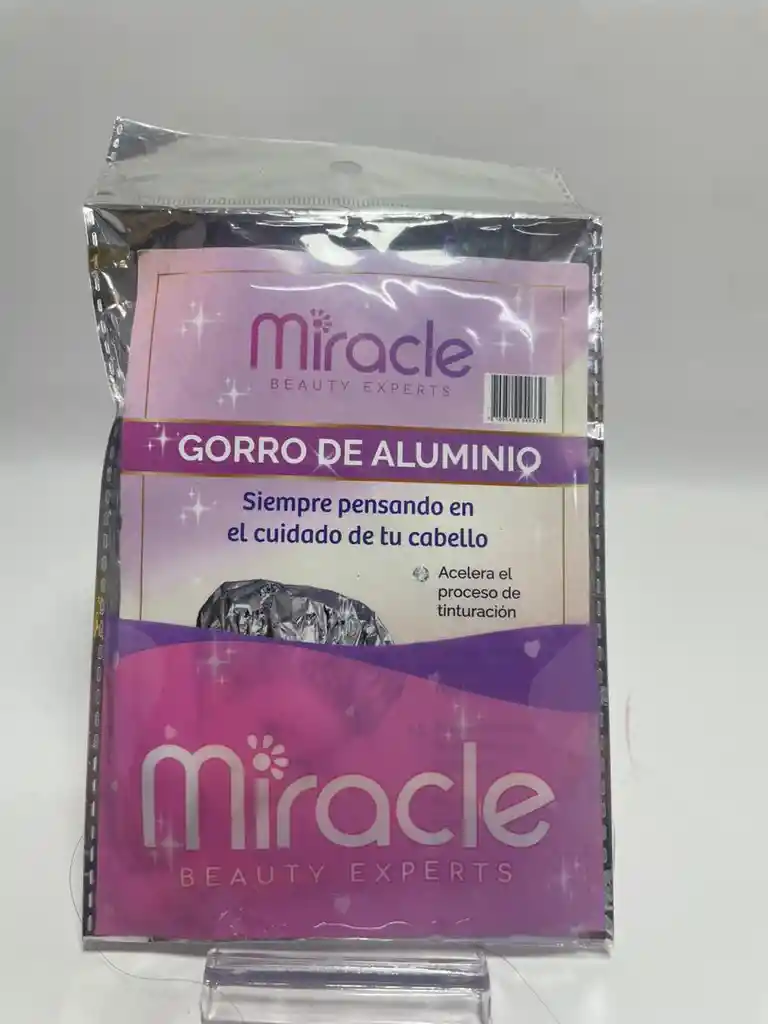 Miracle
BEAUTY EXPERTS
GORRO DE ALUMINIO
Siempre pensando en
el cuidado de tu cabello
Acelera el
proceso de
tinturación
Miracle
BEAUTY EXPERTS